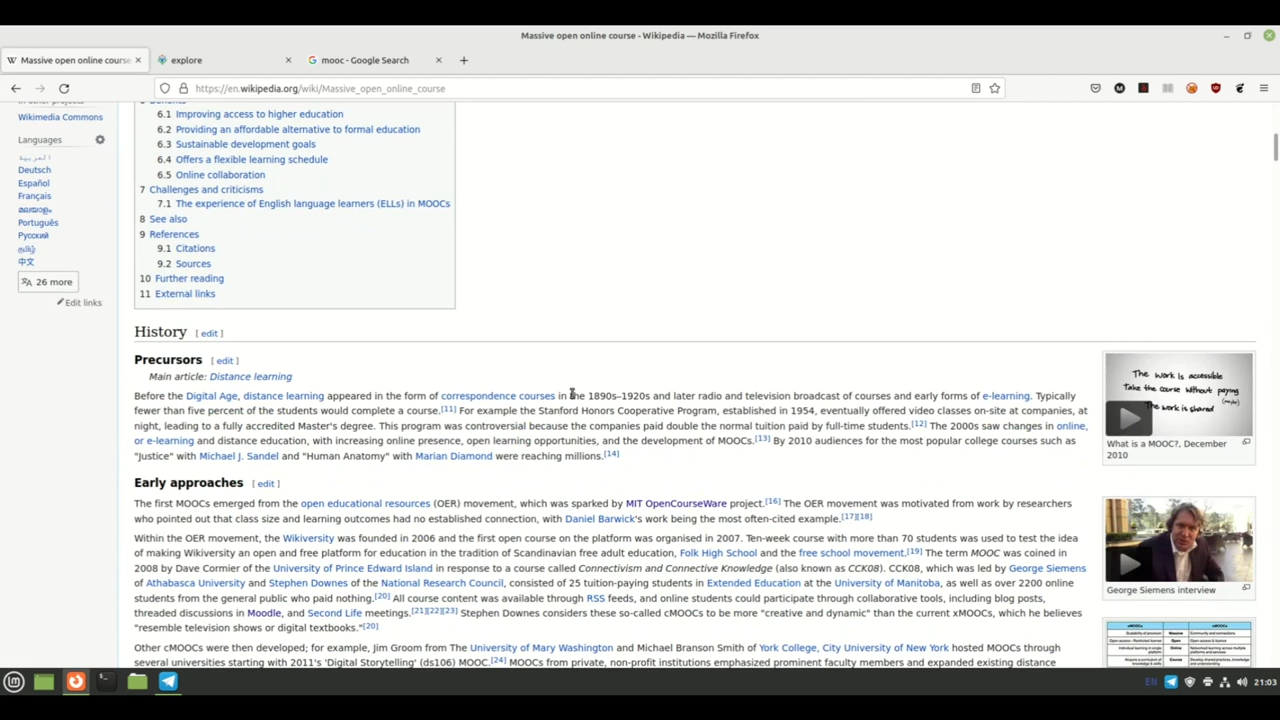 Massive open online course - Wikipedia — Mozilla Firefox
Massive open online course
explore
mooc - Google Search
https://en.wikipedia.org/wiki/Massive_open_online_course
Wikimedia Commons
Languages
العربية
Deutsch
Español
Français
മലയാളം
Português
Русский
தமிழ்
中文
26 more
Edit links
6.1 Improving access to higher education
6.2 Providing an affordable alternative to formal education
6.3 Sustainable development goals
6.4 Offers a flexible learning schedule
6.5 Online collaboration
7 Challenges and criticisms
7.1 The experience of English language learners (ELLs) in MOOCs
8 See also
9 References
9.1 Citations
9.2 Sources
10 Further reading
11 External links
History [ edit ]
Precursors [ edit ]
Main article: Distance learning
Before the Digital Age, distance learning appeared in the form of correspondence courses in the 1890s–1920s and later radio and television broadcast of courses and early forms of e-learning. Typically
fewer than five percent of the students would complete a course.[11] For example the Stanford Honors Cooperative Program, established in 1954, eventually offered video classes on-site at companies, at
night, leading to a fully accredited Master's degree. This program was controversial because the companies paid double the normal tuition paid by full-time students.[12] The 2000s saw changes in online,
or e-learning and distance education, with increasing online presence, open learning opportunities, and the development of MOOCs.[13] By 2010 audiences for the most popular college courses such as
"Justice" with Michael J. Sandel and "Human Anatomy" with Marian Diamond were reaching millions.[14]
The work is accessible
Take the course without paying
the work is shared
What is a MOOC?, December
2010
Early approaches [ edit ]
The first MOOCs emerged from the open educational resources (OER) movement, which was sparked by MIT OpenCourseWare project.[16] The OER movement was motivated from work by researchers
who pointed out that class size and learning outcomes had no established connection, with Daniel Barwick's work being the most often-cited example.[17][18]
Within the OER movement, the Wikiversity was founded in 2006 and the first open course on the platform was organised in 2007. Ten-week course with more than 70 students was used to test the idea
of making Wikiversity an open and free platform for education in the tradition of Scandinavian free adult education, Folk High School and the free school movement.[19] The term MOOC was coined in
2008 by Dave Cormier of the University of Prince Edward Island in response to a course called Connectivism and Connective Knowledge (also known as CCK08). CCK08, which was led by George Siemens
of Athabasca University and Stephen Downes of the National Research Council, consisted of 25 tuition-paying students in Extended Education at the University of Manitoba, as well as over 2200 online
students from the general public who paid nothing.[20] All course content was available through RSS feeds, and online students could participate through collaborative tools, including blog posts,
threaded discussions in Moodle, and Second Life meetings.[21][22][23] Stephen Downes considers these so-called cMOOCs to be more "creative and dynamic" than the current xMOOCs, which he believes
"resemble television shows or digital textbooks."[20]
George Siemens interview
Other cMOOCs were then developed; for example, Jim Groom from The University of Mary Washington and Michael Branson Smith of York College, City University of New York hosted MOOCs through
several universities starting with 2011's 'Digital Storytelling' (ds106) MOOC.[24] MOOCs from private, non-profit institutions emphasized prominent faculty members and expanded existing distance
EN
21:03